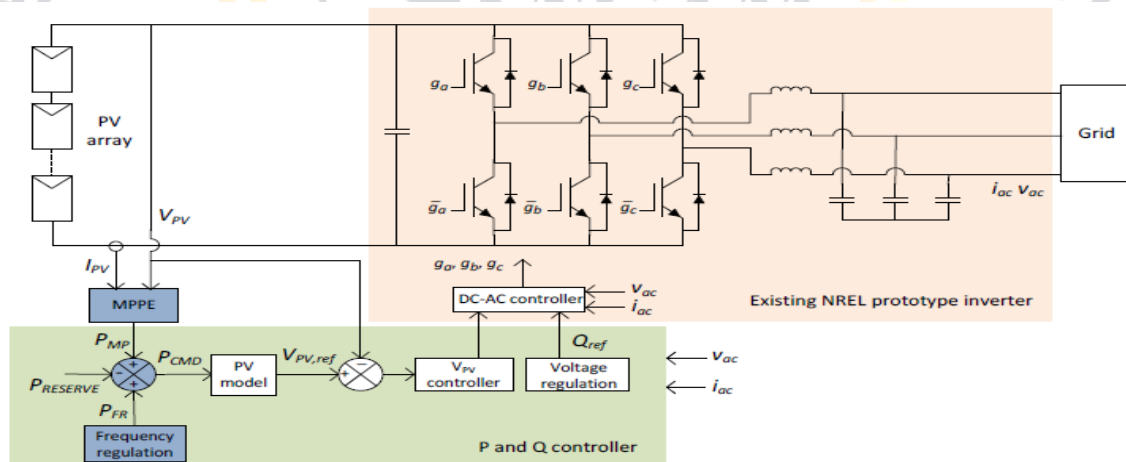 PV
array
g_a
g_b
g_c
Grid
i_ac v_ac
ḡ_a
ḡ_b
ḡ_c
V_PV
I_PV
g_a, g_b, g_c
MPPE
DC-AC controller
v_ac
i_ac
Existing NREL prototype inverter
P_MP
P_CMD
V_PV,ref
Q_ref
PV
model
V_PV
controller
Voltage
regulation
v_ac
i_ac
P_RESERVE
P_FR
Frequency
regulation
P and Q controller